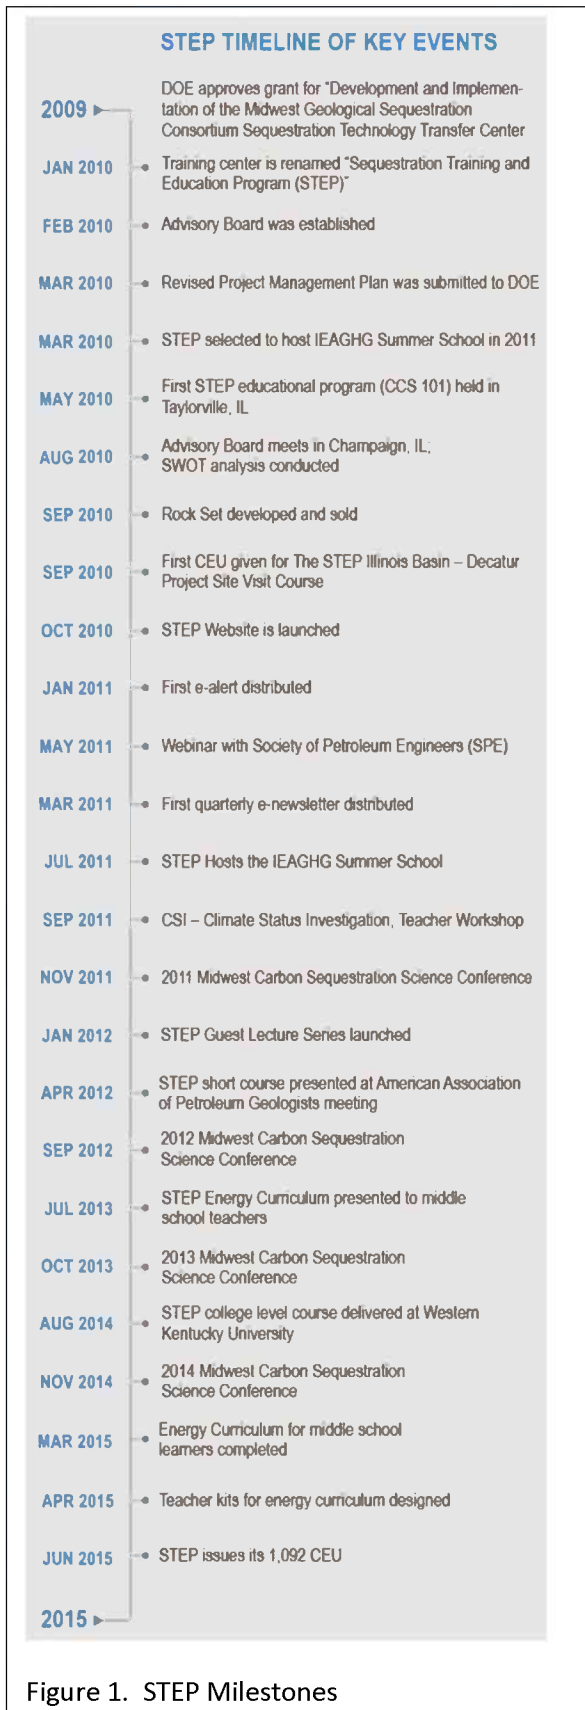 STEP TIMELINE OF KEY EVENTS
2009
DOE approves grant for "Development and Implemen-
tation of the Midwest Geological Sequestration
Consortium Sequestration Technology Transfer Center
JAN 2010
Training center is renamed "Sequestration Training and
Education Program (STEP)"
FEB 2010
Advisory Board was established
MAR 2010
Revised Project Management Plan was submitted to DOE
MAR 2010
STEP selected to host IEAGHG Summer School in 2011
MAY 2010
First STEP educational program (CCS 101) held in
Taylorville, IL
AUG 2010
Advisory Board meets in Champaign, IL;
SWOT analysis conducted
SEP 2010
Rock Set developed and sold
SEP 2010
First CEU given for The STEP Illinois Basin – Decatur
Project Site Visit Course
OCT 2010
STEP Website is launched
JAN 2011
First e-alert distributed
MAY 2011
Webinar with Society of Petroleum Engineers (SPE)
MAR 2011
First quarterly e-newsletter distributed
JUL 2011
STEP Hosts the IEAGHG Summer School
SEP 2011
CSI – Climate Status Investigation, Teacher Workshop
NOV 2011
2011 Midwest Carbon Sequestration Science Conference
JAN 2012
STEP Guest Lecture Series launched
APR 2012
STEP short course presented at American Association
of Petroleum Geologists meeting
SEP 2012
2012 Midwest Carbon Sequestration
Science Conference
JUL 2013
STEP Energy Curriculum presented to middle
school teachers
OCT 2013
2013 Midwest Carbon Sequestration
Science Conference
AUG 2014
STEP college level course delivered at Western
Kentucky University
NOV 2014
2014 Midwest Carbon Sequestration
Science Conference
MAR 2015
Energy Curriculum for middle school
learners completed
APR 2015
Teacher kits for energy curriculum designed
JUN 2015
STEP issues its 1,092 CEU
2015
Figure 1. STEP Milestones